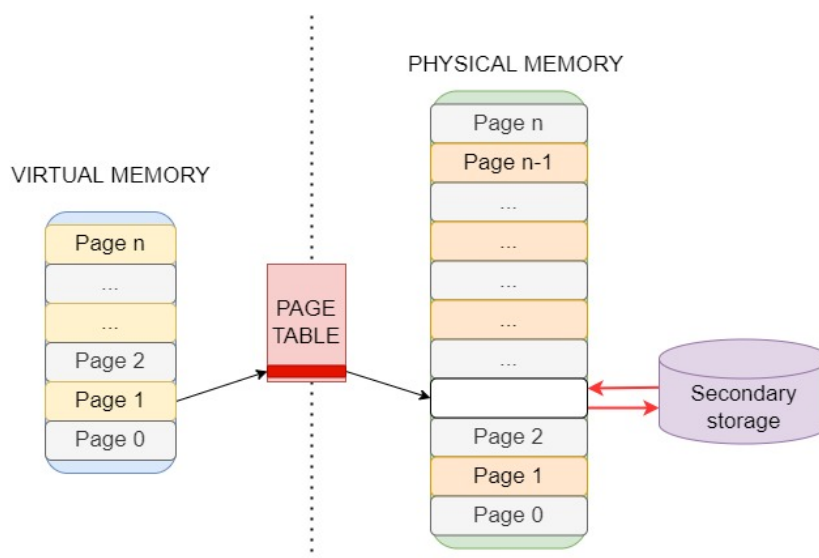 PHYSICAL MEMORY
Page n
Page n-1
...
...
...
...
...
Page 2
Page 1
Page 0
VIRTUAL MEMORY
Page n
...
...
Page 2
Page 1
Page 0
PAGE
TABLE
Secondary
storage